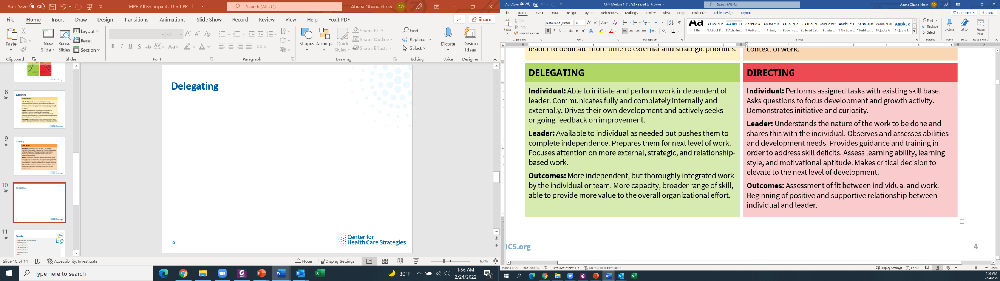 AutoSave Off
MPP All Participants Draft PPT f...
Search (Alt+Q)
Abena Ohene-Ntow AO
File Home Insert Draw Design Transitions Animations Slide Show Record Review View Help Foxit PDF
Share
Paste
New
Slide
Reuse
Slides
Layout
Reset
Section
32
Shapes
Arrange
Quick
Styles
Shape Fill
Shape Outline
Shape Effects
Find
Replace
Select
Dictate
Design
Ideas
Clipboard Slides Font Paragraph Drawing Editing Voice Designer
8
Supporting
SUPPORTING
9
Coaching
COACHING
10
Delegating
11
Agenda
Delegating
10
Center for
Health Care Strategies
Slide 10 of 14
Accessibility: Investigate
Notes
Display Settings
67%
Type here to search
30°F
1:56 AM
2/24/2022
1
AutoSave Off
MPP Module 4_010722 • Saved to R: Drive
Search (Alt+Q)
Abena Ohene-Ntow AO
File Home Insert Draw Design Layout References Mailings Review View Help Foxit PDF Table Design Layout
Comments
Share
Paste
Cut
Copy
Format Painter
Noto Sans (Headi
10
Title
¶ About B...
¶ Activitie...
¶ Author...
¶ Body
Body (no...
Bulleted List
¶ Funder...
¶ No Spac...
¶ Publicati...
¶ Quote A...
¶ Quote T...
Find
Replace
Select
Dictate
Editor
Reuse
Files
Clipboard Font Paragraph Styles Editing Voice Editor Reuse Files
leader to dedicate more time to external and strategic priorities.
context of work.
DELEGATING
Individual: Able to initiate and perform work independent of
leader. Communicates fully and completely internally and
externally. Drives their own development and actively seeks
ongoing feedback on improvement.
Leader: Available to individual as needed but pushes them to
complete independence. Prepares them for next level of work.
Focuses attention on more external, strategic, and relationship-
based work.
Outcomes: More independent, but thoroughly integrated work
by the individual or team. More capacity, broader range of skill,
able to provide more value to the overall organizational effort.
DIRECTING
Individual: Performs assigned tasks with existing skill base.
Asks questions to focus development and growth activity.
Demonstrates initiative and curiosity.
Leader: Understands the nature of the work to be done and
shares this with the individual. Observes and assesses abilities
and development needs. Provides guidance and training in
order to address skill deficits. Assess learning ability, learning
style, and motivational aptitude. Makes critical decision to
elevate to the next level of development.
Outcomes: Assessment of fit between individual and work.
Beginning of positive and supportive relationship between
individual and leader.
ICS.org
4
Page 4 of 27
6661 words
Text Predictions: On
Accessibility: Investigate
Display Settings
Focus
260%
1:56 AM
2/24/2022